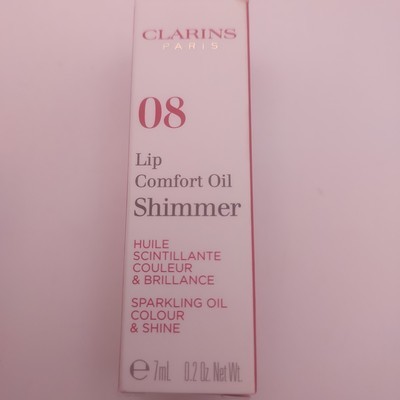 CLARINS
PARIS
08
Lip
Comfort Oil
Shimmer
HUILE
SCINTILLANTE
COULEUR
& BRILLANCE
SPARKLING OIL
COLOUR
& SHINE
℮ 7mL 0.2 Oz. Net Wt.